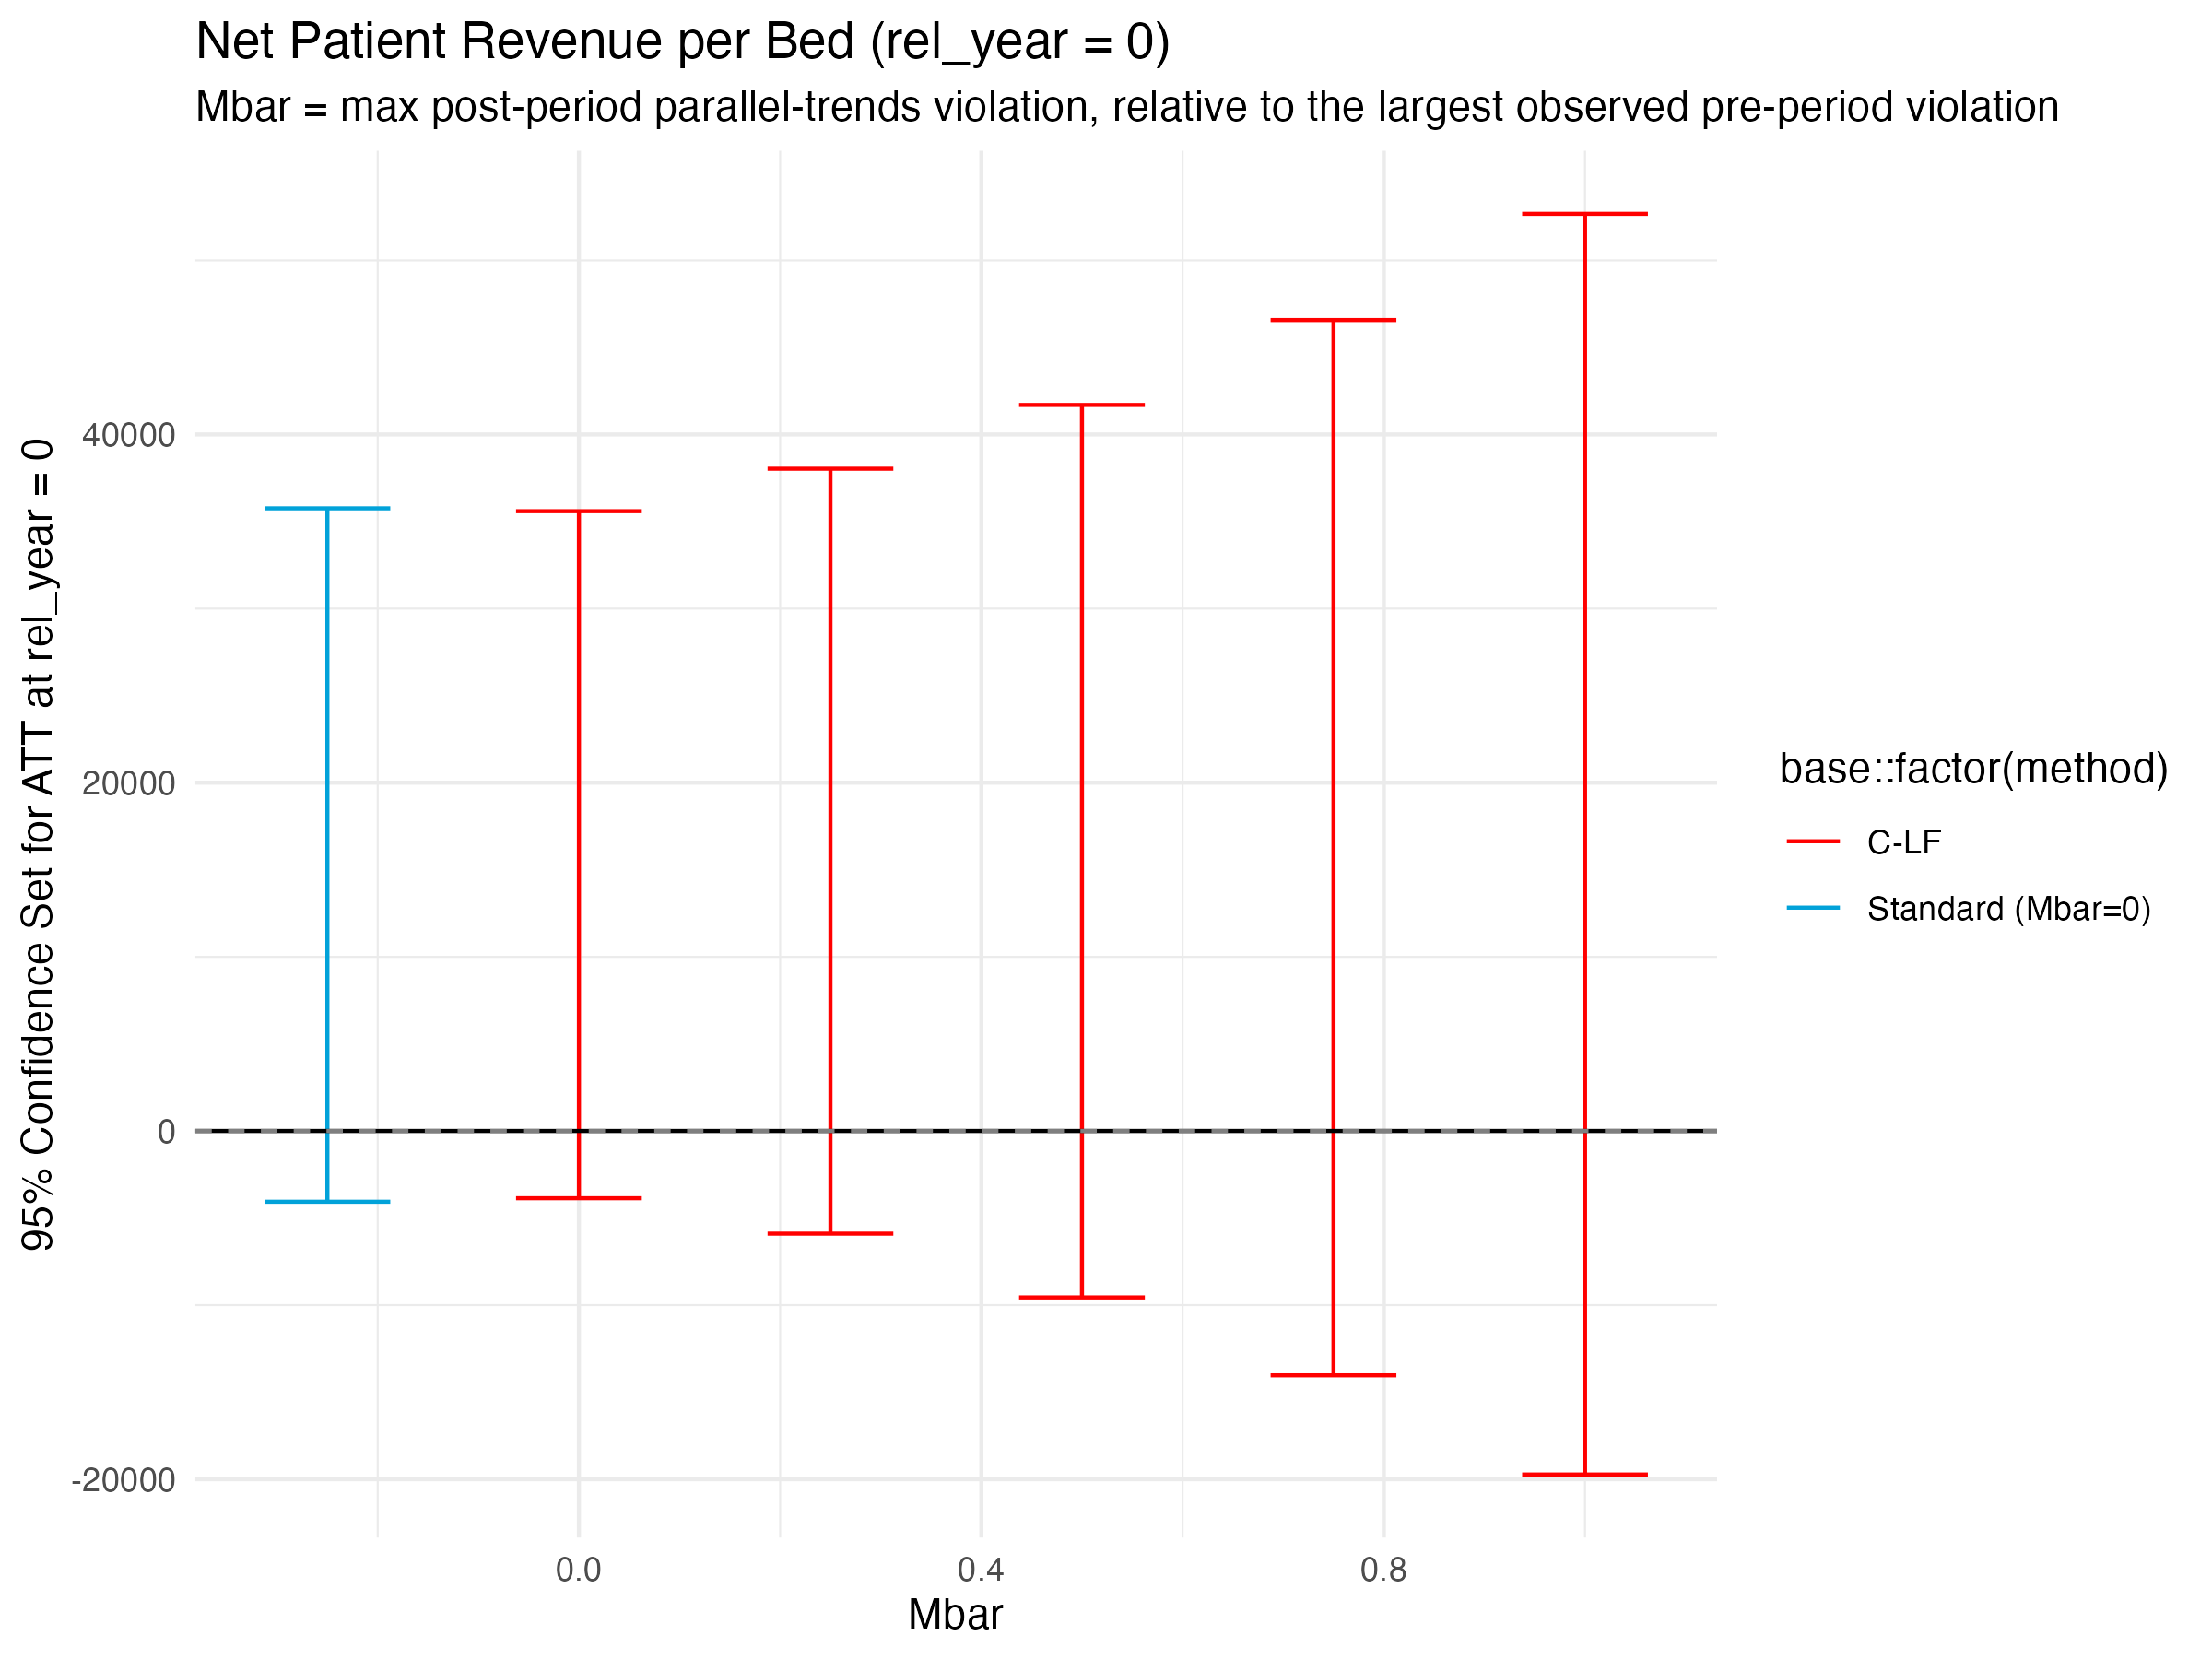 Net Patient Revenue per Bed (rel_year = 0)
Mbar = max post-period parallel-trends violation, relative to the largest observed pre-period violation
95% Confidence Set for ATT at rel_year = 0
40000
20000
0
-20000
0.0
0.4
0.8
Mbar
base::factor(method)
C-LF
Standard (Mbar=0)